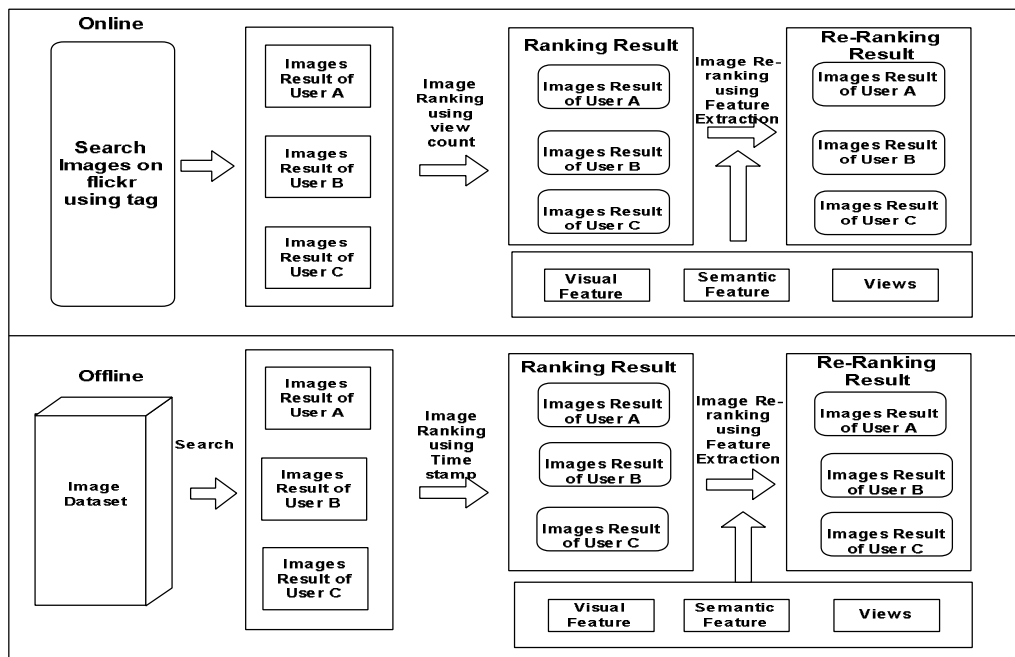 Online
Search
Images on
flickr
using tag
Images
Result of
User A
Images
Result of
User B
Images
Result of
User C
Image
Ranking
using
view
count
Ranking Result
Images Result
of User A
Images Result
of User B
Images Result
of User C
Image Re-
ranking
using
Feature
Extraction
Re-Ranking
Result
Images Result
of User A
Images Result
of User B
Images Result
of User C
Visual
Feature
Semantic
Feature
Views
Offline
Image
Dataset
Search
Images
Result of
User A
Images
Result of
User B
Images
Result of
User C
Image
Ranking
using
Time
stamp
Ranking Result
Images Result
of User A
Images Result
of User B
Images Result
of User C
Image Re-
ranking
using
Feature
Extraction
Re-Ranking
Result
Images Result
of User A
Images Result
of User B
Images Result
of User C
Visual
Feature
Semantic
Feature
Views